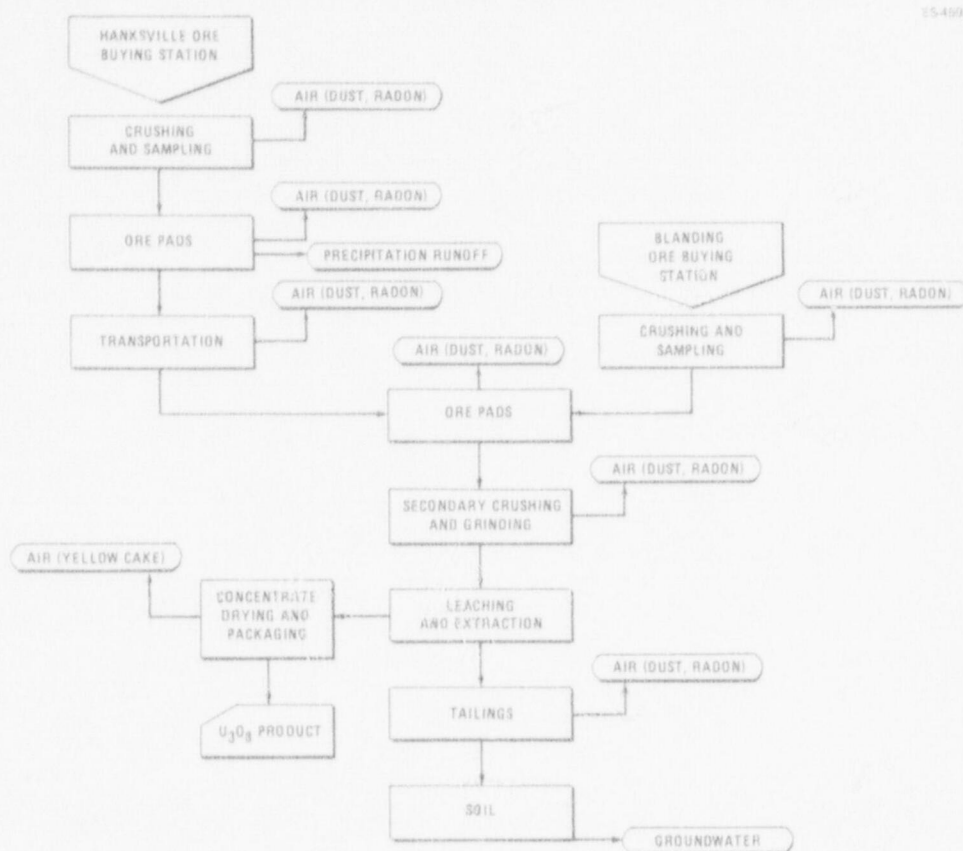 HANKSVILLE ORE
BUYING STATION
AIR (DUST, RADON)
CRUSHING
AND SAMPLING
AIR (DUST, RADON)
ORE PADS
PRECIPITATION RUNOFF
BLANDING
ORE BUYING
STATION
AIR (DUST, RADON)
AIR (DUST, RADON)
TRANSPORTATION
CRUSHING AND
SAMPLING
AIR (DUST, RADON)
ORE PADS
AIR (DUST, RADON)
SECONDARY CRUSHING
AND GRINDING
AIR (YELLOW CAKE)
CONCENTRATE
DRYING AND
PACKAGING
LEACHING
AND EXTRACTION
AIR (DUST, RADON)
TAILINGS
U₃O₈ PRODUCT
SOIL
GROUNDWATER